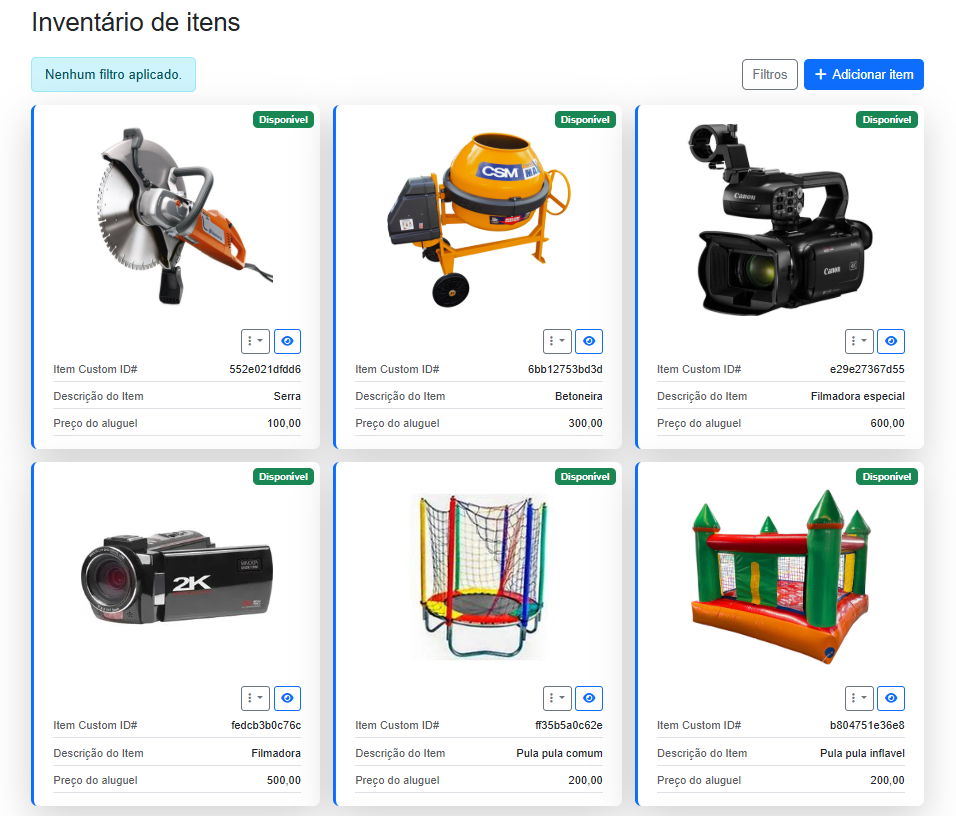 Inventário de itens
Nenhum filtro aplicado.
Filtros
Adicionar item
Disponível
Disponível
Disponível
CSM
Canon
Canon
Item Custom ID# 552e021dfdd6
Descrição do Item Serra
Preço do aluguel 100,00
Item Custom ID# 6bb12753bd3d
Descrição do Item Betoneira
Preço do aluguel 300,00
Item Custom ID# e29e27367d55
Descrição do Item Filmadora especial
Preço do aluguel 600,00
Disponível
Disponível
Disponível
2K
Item Custom ID# fedcb3b0c76c
Descrição do Item Filmadora
Preço do aluguel 500,00
Item Custom ID# ff35b5a0c62e
Descrição do Item Pula pula comum
Preço do aluguel 200,00
Item Custom ID# b804751e36e8
Descrição do Item Pula pula inflavel
Preço do aluguel 200,00